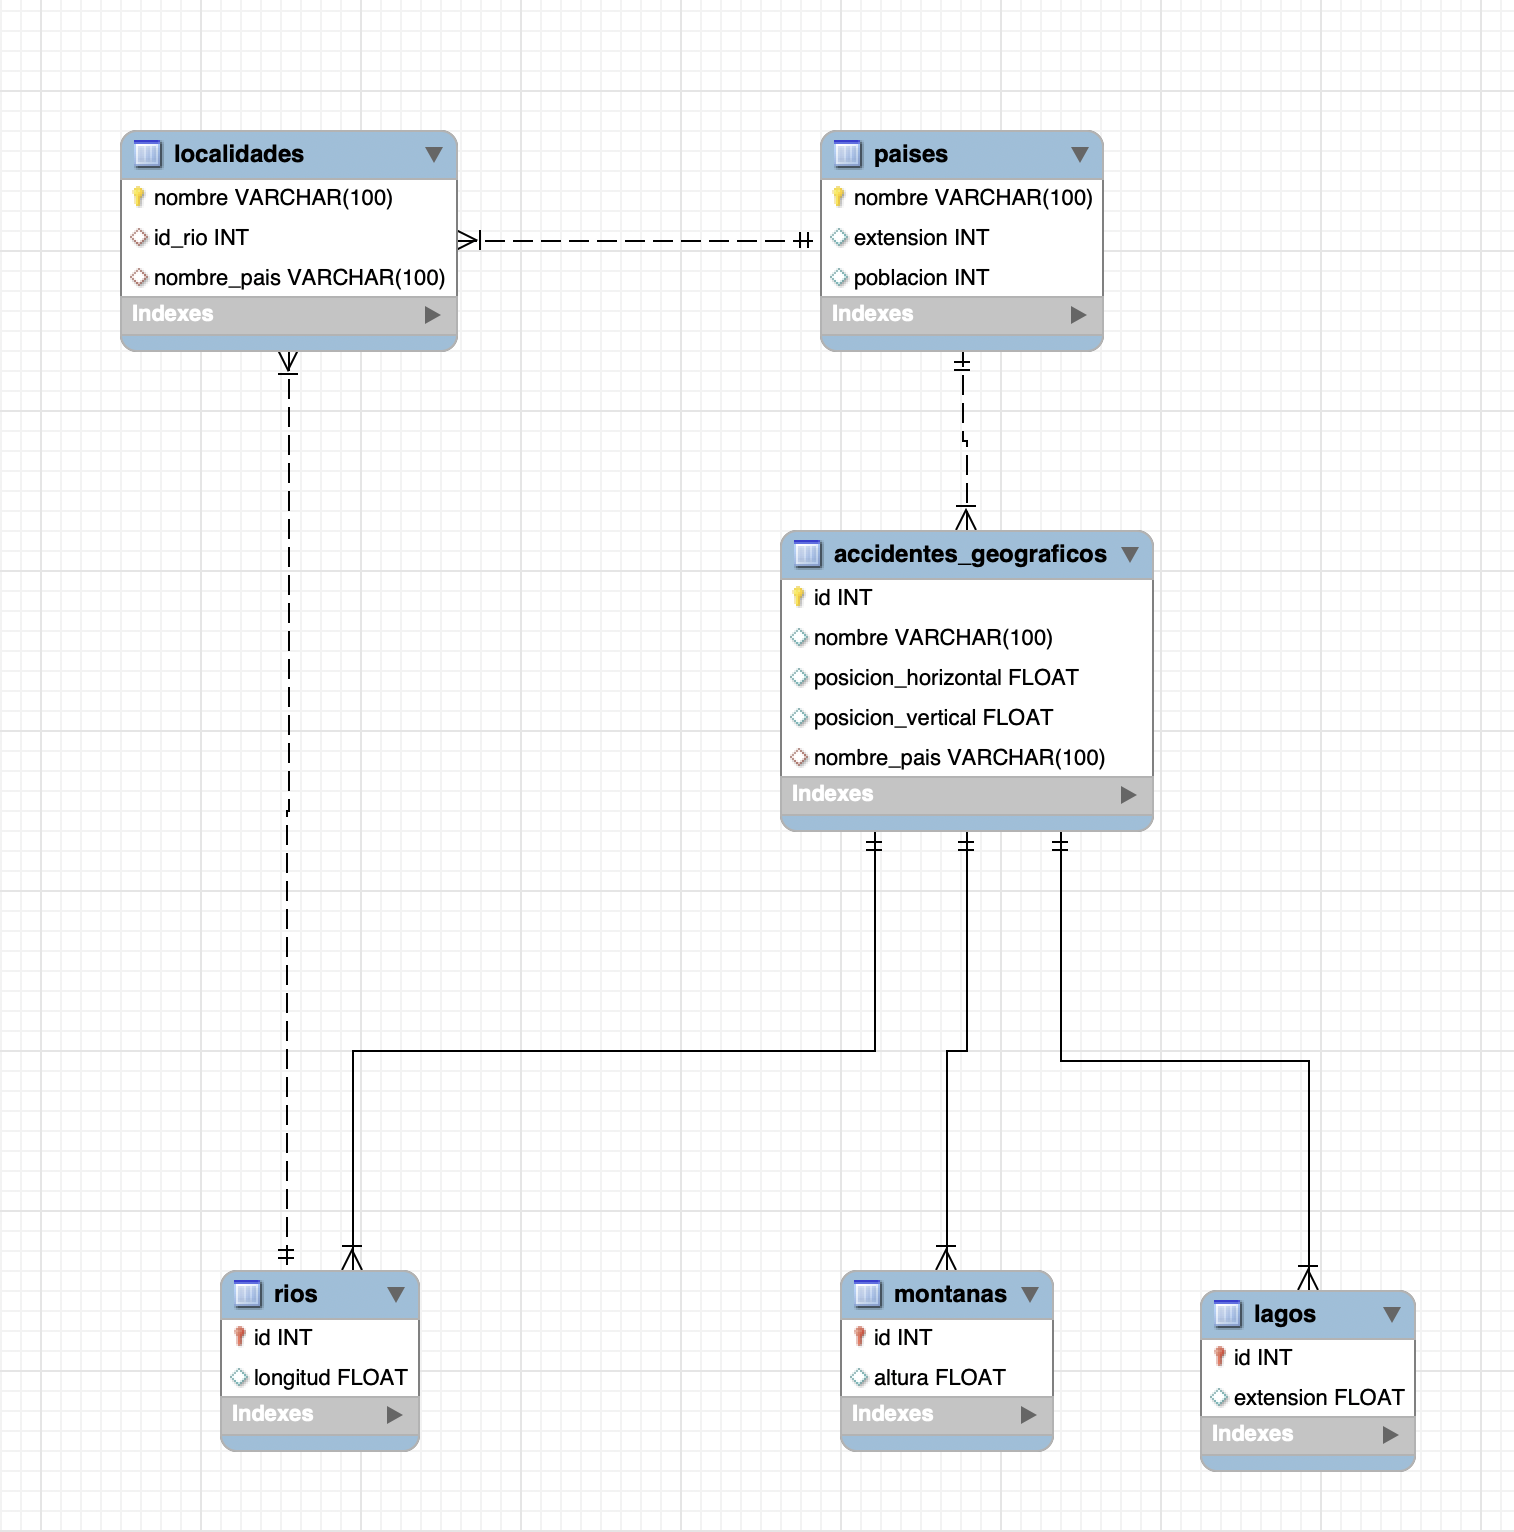 localidades
nombre VARCHAR(100)
id_rio INT
nombre_pais VARCHAR(100)
Indexes
paises
nombre VARCHAR(100)
extension INT
poblacion INT
Indexes
accidentes_geograficos
id INT
nombre VARCHAR(100)
posicion_horizontal FLOAT
posicion_vertical FLOAT
nombre_pais VARCHAR(100)
Indexes
rios
id INT
longitud FLOAT
Indexes
montanas
id INT
altura FLOAT
Indexes
lagos
id INT
extension FLOAT
Indexes